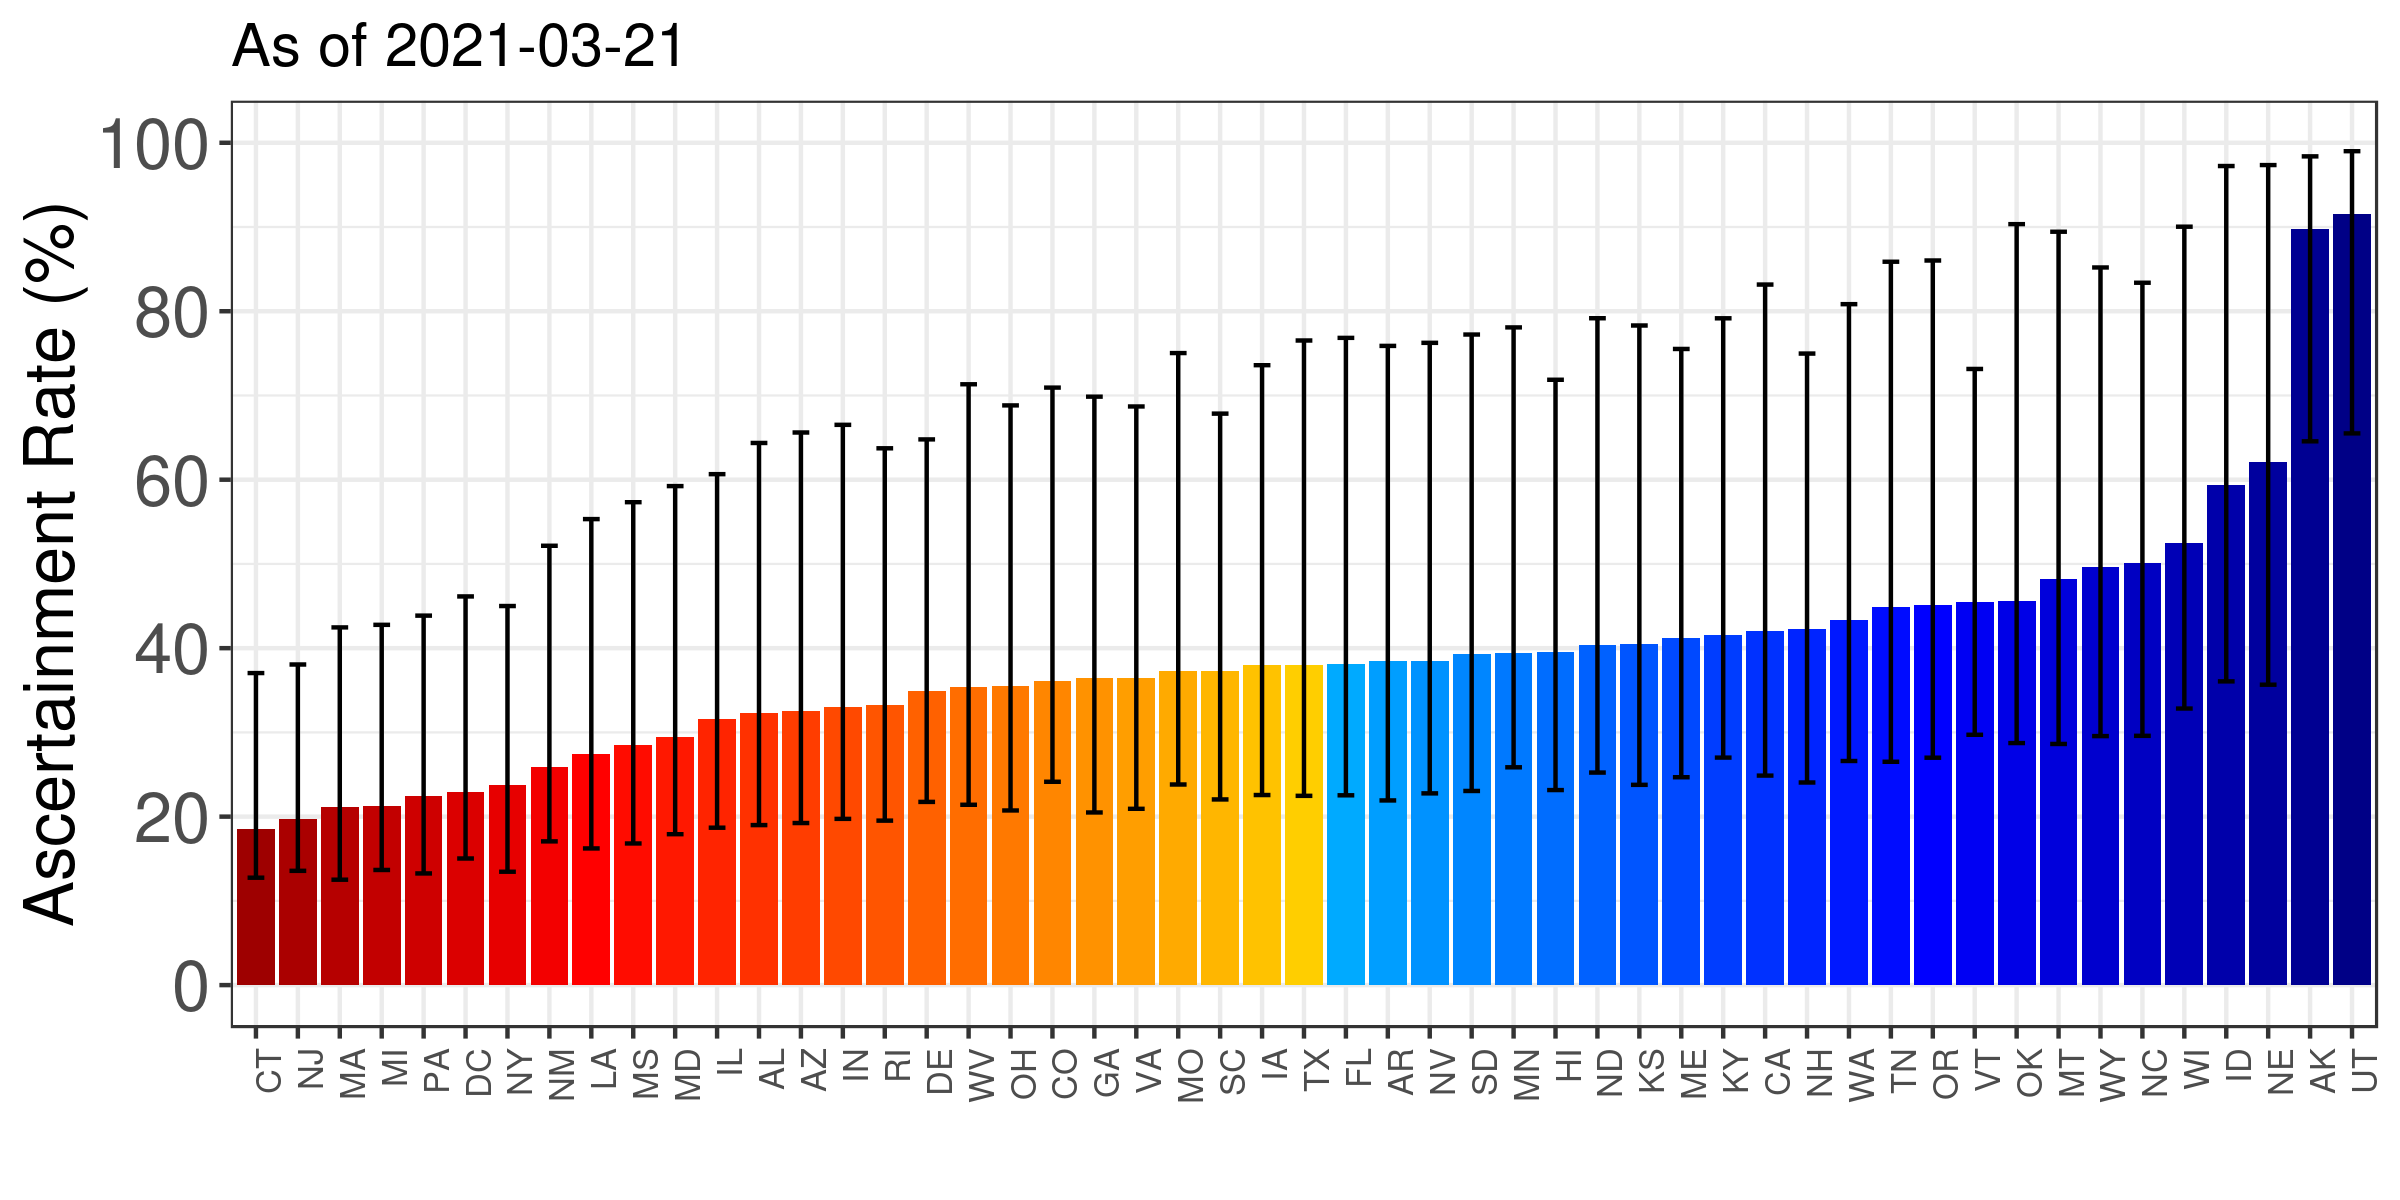 As of 2021-03-21
Ascertainment Rate (%)
100
80
60
40
20
0
CT NJ MA MI PA DC NY NM LA MS MD IL AL AZ IN RI DE WV OH CO GA VA MO SC IA TX FL AR NV SD MN HI ND KS ME KY CA NH WA TN OR VT OK MT WY NC WI ID NE AK UT